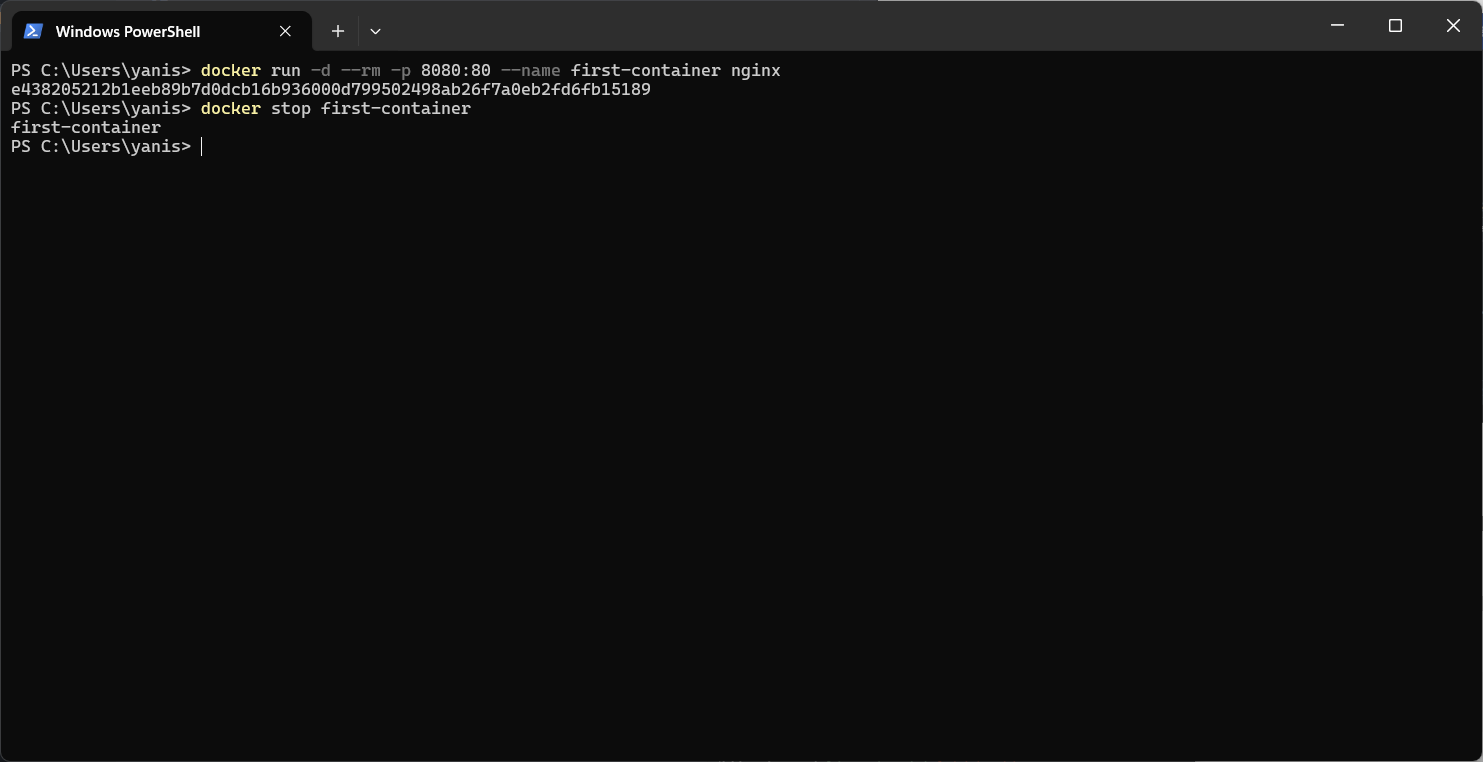 Windows PowerShell
PS C:\Users\yanis> docker run -d --rm -p 8080:80 --name first-container nginx
e438205212b1eeb89b7d0dcb16b936000d799502498ab26f7a0eb2fd6fb15189
PS C:\Users\yanis> docker stop first-container
first-container
PS C:\Users\yanis>